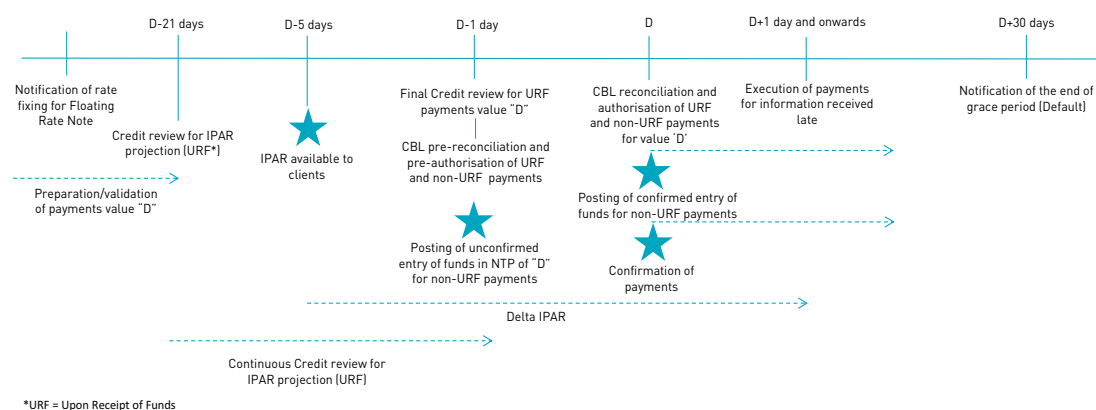 D-21 days
D-5 days
D-1 day
D
D+1 day and onwards
D+30 days
Notification of rate
fixing for Floating
Rate Note
Credit review for IPAR
projection (URF*)
IPAR available to
clients
Final Credit review for URF
payments value “D”
CBL pre-reconciliation and
pre-authorisation of URF
and non-URF payments
Posting of unconfirmed
entry of funds in NTP of “D”
for non-URF payments
CBL reconciliation and
authorisation of URF
and non-URF payments
for value ‘D’
Posting of confirmed entry of
funds for non-URF payments
Confirmation of
payments
Execution of payments
for information received
late
Notification of the end of
grace period (Default)
Preparation/validation
of payments value “D”
Delta IPAR
Continuous Credit review for
IPAR projection (URF)
*URF = Upon Receipt of Funds